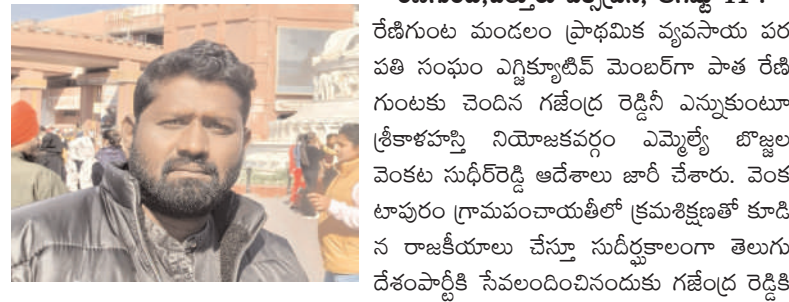 రేణిగుంట మండలం ప్రాథమిక వ్యవసాయ పర
పతి సంఘం ఎగ్జిక్యూటివ్ మెంబర్‌గా పాత రేణి
గుంటకు చెందిన గజేంద్ర రెడ్డినీ ఎన్నుకుంటూ
శ్రీకాళహస్తి నియోజకవర్గం ఎమ్మెల్యే బొజ్జల
వెంకట సుధీర్‌రెడ్డి ఆదేశాలు జారీ చేశారు. వెంక
టాపురం గ్రామపంచాయతీలో క్రమశిక్షణతో కూడి
న రాజకీయాలు చేస్తూ సుదీర్ఘకాలంగా తెలుగు
దేశంపార్టీకి సేవలందించినందుకు గజేంద్ర రెడ్డికి